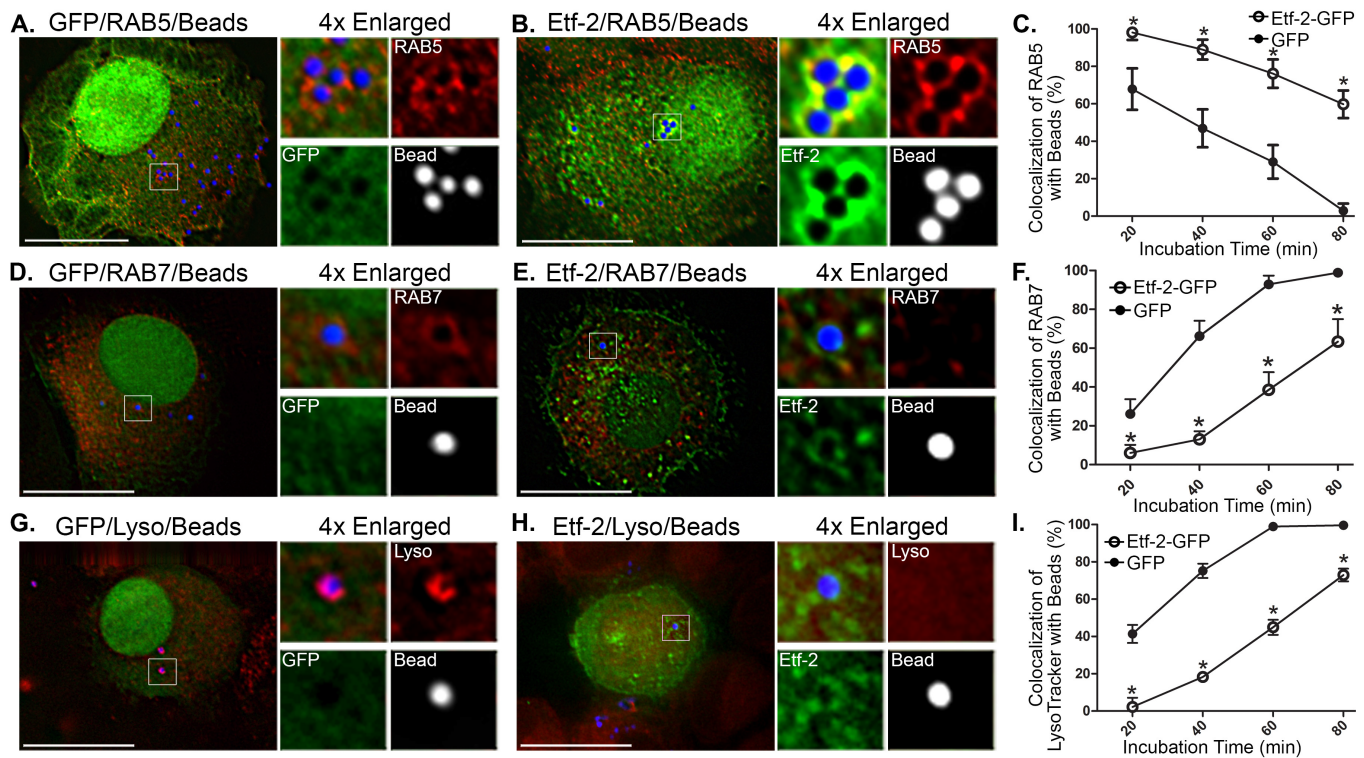 A. GFP/RAB5/Beads 4x Enlarged
RAB5
GFP
Bead
B. Etf-2/RAB5/Beads 4x Enlarged
RAB5
Etf-2
Bead
C.
Etf-2-GFP
GFP
Colocalization of RAB5
with Beads (%)
100
80
60
40
20
0
* * * *
20 40 60 80
Incubation Time (min)
D. GFP/RAB7/Beads 4x Enlarged
RAB7
GFP
Bead
E. Etf-2/RAB7/Beads 4x Enlarged
RAB7
Etf-2
Bead
F.
Etf-2-GFP
GFP
Colocalization of RAB7
with Beads (%)
100
80
60
40
20
0
* * * *
20 40 60 80
Incubation Time (min)
G. GFP/Lyso/Beads 4x Enlarged
Lyso
GFP
Bead
H. Etf-2/Lyso/Beads 4x Enlarged
Lyso
Etf-2
Bead
I.
Etf-2-GFP
GFP
Colocalization of
LysoTracker with Beads (%)
100
80
60
40
20
0
* * * *
20 40 60 80
Incubation Time (min)